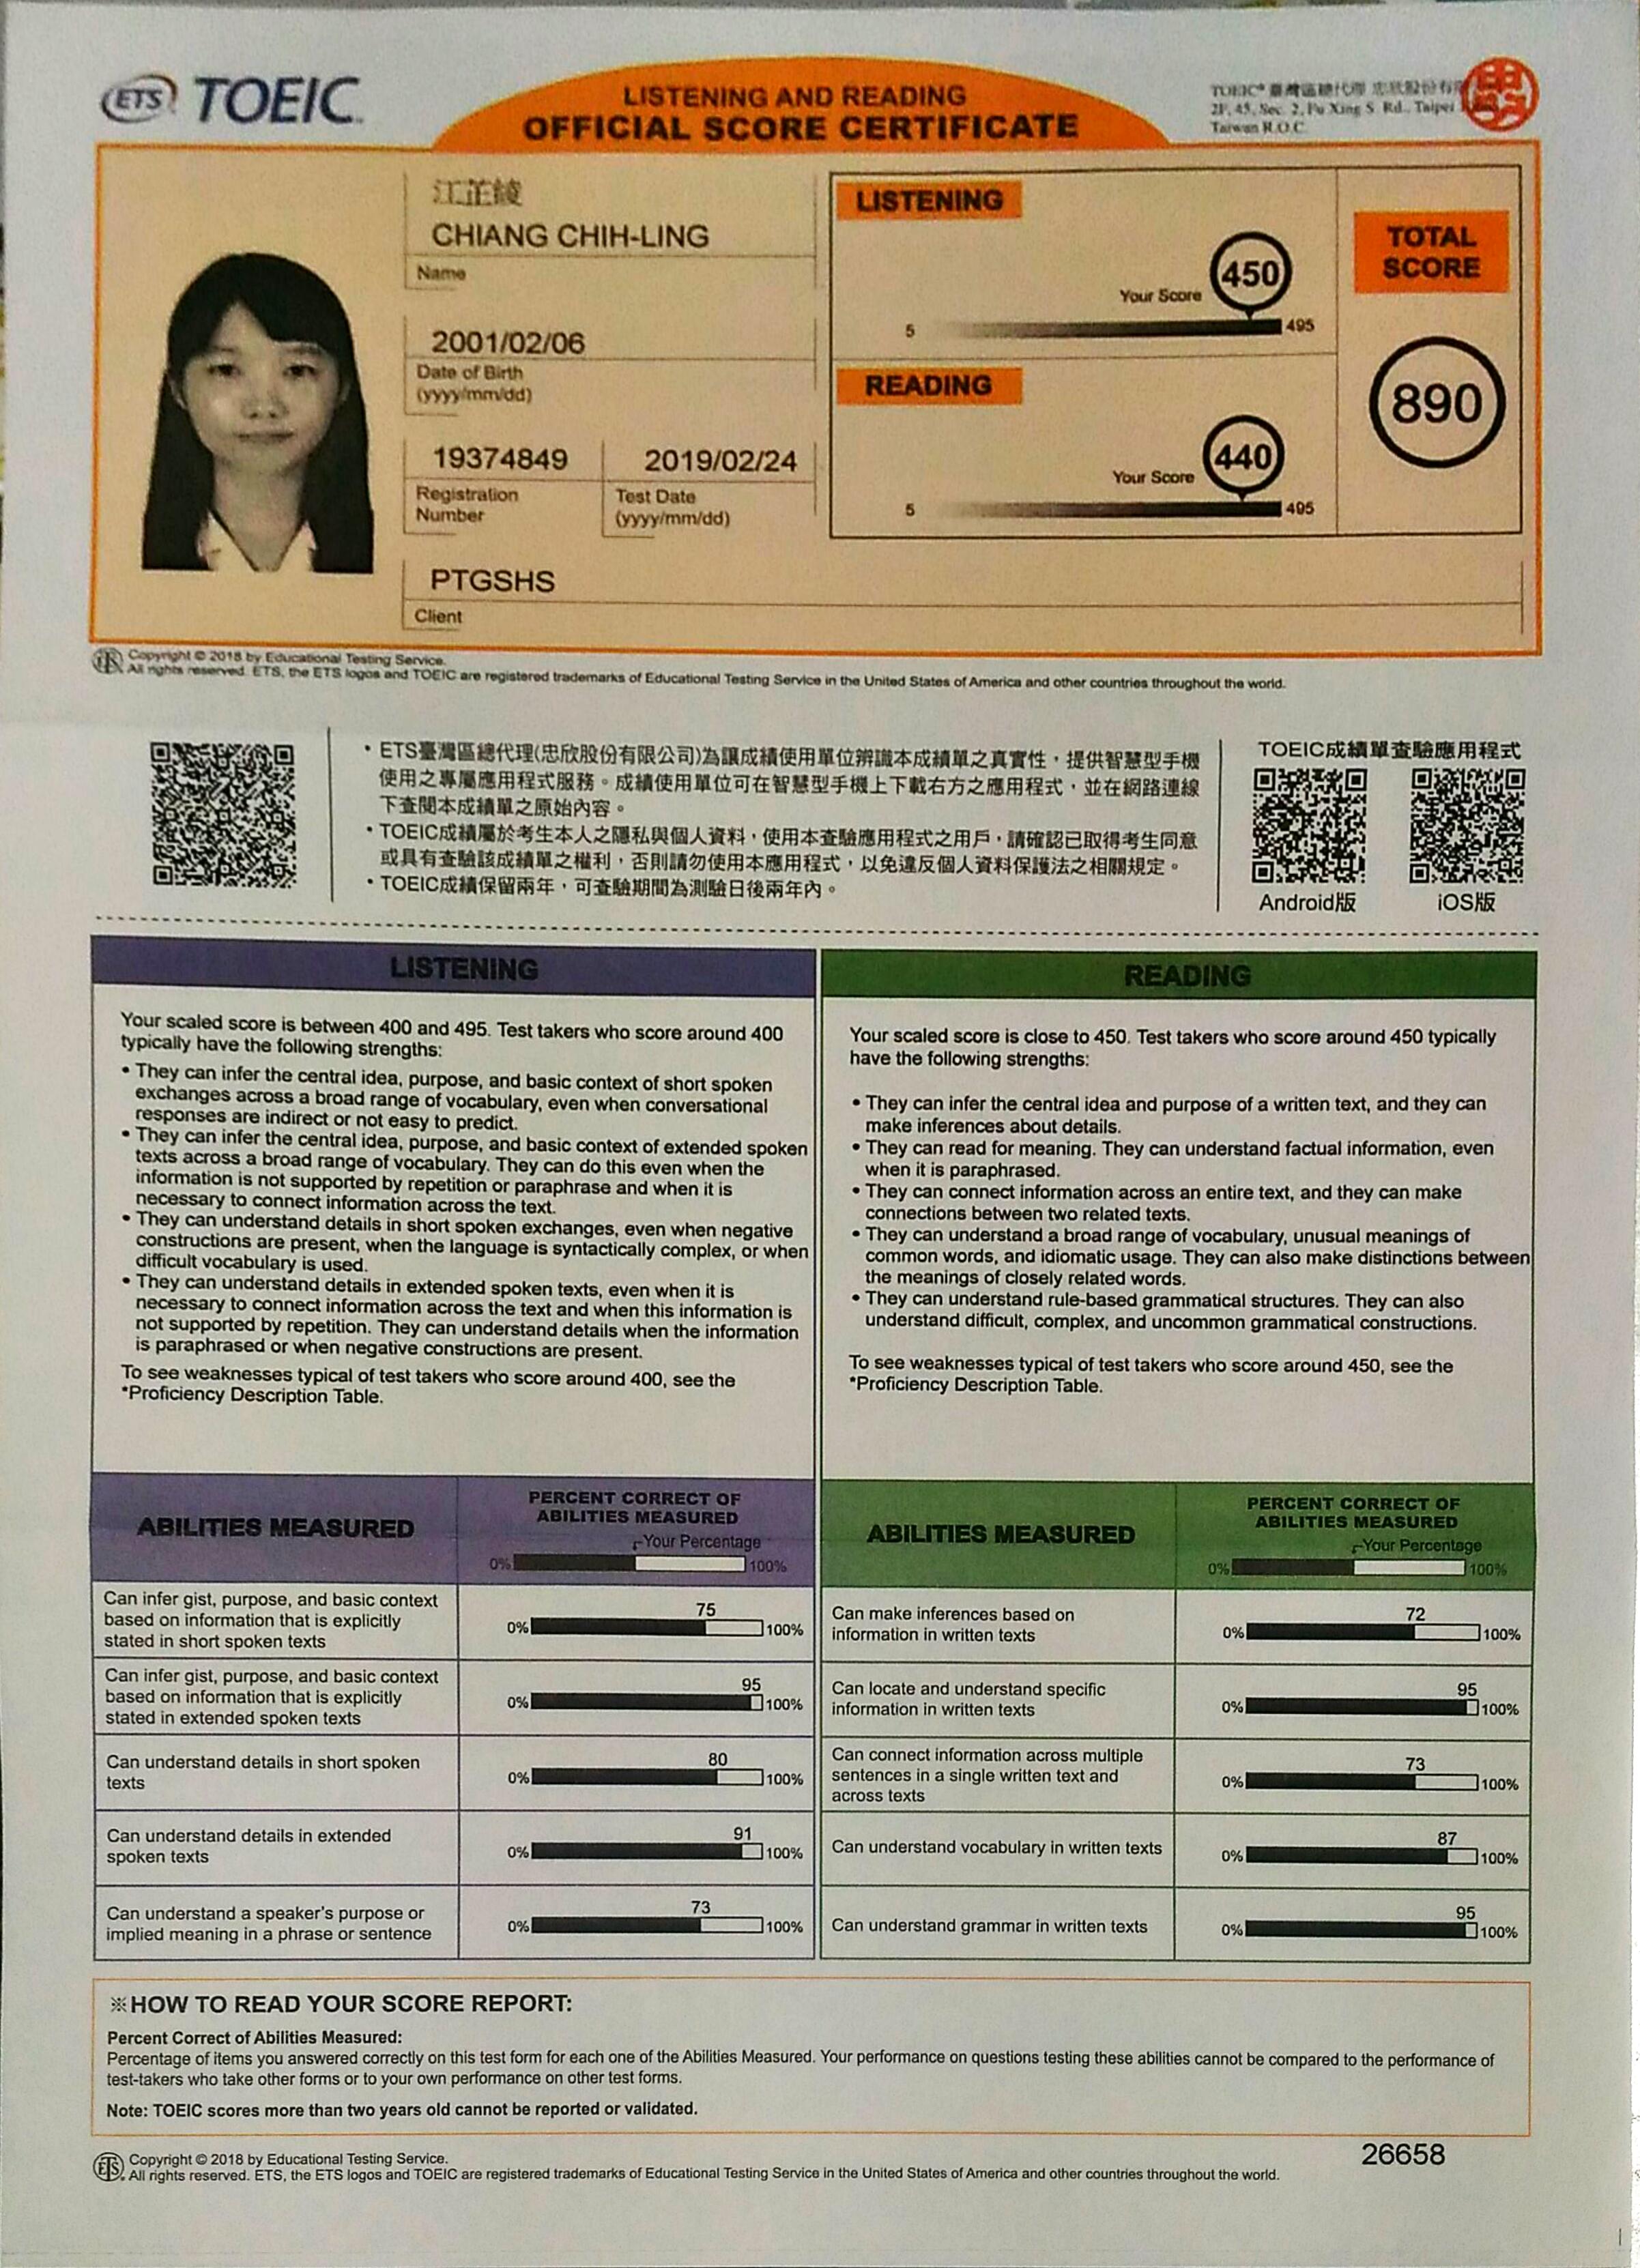 ETS TOEIC
LISTENING AND READING
OFFICIAL SCORE CERTIFICATE
TOEIC® 臺灣區總代理 忠欣股份有
2F, 45, Sec. 2, Fu Xing S. Rd., Taipei
Taiwan R.O.C
江芷綾
CHIANG CHIH-LING
Name
2001/02/06
Date of Birth
(yyyy/mm/dd)
19374849
Registration
Number
2019/02/24
Test Date
(yyyy/mm/dd)
PTGSHS
Client
LISTENING
450
Your Score
5
495
READING
440
Your Score
5
495
TOTAL
SCORE
890
Copyright © 2018 by Educational Testing Service.
All rights reserved. ETS, the ETS logos and TOEIC are registered trademarks of Educational Testing Service in the United States of America and other countries throughout the world.
• ETS臺灣區總代理(忠欣股份有限公司)為讓成績使用單位辨識本成績單之真實性，提供智慧型手機
使用之專屬應用程式服務。成績使用單位可在智慧型手機上下載右方之應用程式，並在網路連線
下查閱本成績單之原始內容。
• TOEIC成績屬於考生本人之隱私與個人資料，使用本查驗應用程式之用戶，請確認已取得考生同意
或具有查驗該成績單之權利，否則請勿使用本應用程式，以免違反個人資料保護法之相關規定。
• TOEIC成績保留兩年，可查驗期間為測驗日後兩年內。
TOEIC成績單查驗應用程式
Android版
iOS版
LISTENING
Your scaled score is between 400 and 495. Test takers who score around 400
typically have the following strengths:
• They can infer the central idea, purpose, and basic context of short spoken
exchanges across a broad range of vocabulary, even when conversational
responses are indirect or not easy to predict.
• They can infer the central idea, purpose, and basic context of extended spoken
texts across a broad range of vocabulary. They can do this even when the
information is not supported by repetition or paraphrase and when it is
necessary to connect information across the text.
• They can understand details in short spoken exchanges, even when negative
constructions are present, when the language is syntactically complex, or when
difficult vocabulary is used.
• They can understand details in extended spoken texts, even when it is
necessary to connect information across the text and when this information is
not supported by repetition. They can understand details when the information
is paraphrased or when negative constructions are present.
To see weaknesses typical of test takers who score around 400, see the
*Proficiency Description Table.
READING
Your scaled score is close to 450. Test takers who score around 450 typically
have the following strengths:
• They can infer the central idea and purpose of a written text, and they can
make inferences about details.
• They can read for meaning. They can understand factual information, even
when it is paraphrased.
• They can connect information across an entire text, and they can make
connections between two related texts.
• They can understand a broad range of vocabulary, unusual meanings of
common words, and idiomatic usage. They can also make distinctions between
the meanings of closely related words.
• They can understand rule-based grammatical structures. They can also
understand difficult, complex, and uncommon grammatical constructions.
To see weaknesses typical of test takers who score around 450, see the
*Proficiency Description Table.
ABILITIES MEASURED
PERCENT CORRECT OF
ABILITIES MEASURED
Your Percentage
0% 100%
Can infer gist, purpose, and basic context
based on information that is explicitly
stated in short spoken texts
75
0% 100%
Can infer gist, purpose, and basic context
based on information that is explicitly
stated in extended spoken texts
95
0% 100%
Can understand details in short spoken
texts
80
0% 100%
Can understand details in extended
spoken texts
91
0% 100%
Can understand a speaker's purpose or
implied meaning in a phrase or sentence
73
0% 100%
ABILITIES MEASURED
PERCENT CORRECT OF
ABILITIES MEASURED
Your Percentage
0% 100%
Can make inferences based on
information in written texts
72
0% 100%
Can locate and understand specific
information in written texts
95
0% 100%
Can connect information across multiple
sentences in a single written text and
across texts
73
0% 100%
Can understand vocabulary in written texts
87
0% 100%
Can understand grammar in written texts
95
0% 100%
※HOW TO READ YOUR SCORE REPORT:
Percent Correct of Abilities Measured:
Percentage of items you answered correctly on this test form for each one of the Abilities Measured. Your performance on questions testing these abilities cannot be compared to the performance of
test-takers who take other forms or to your own performance on other test forms.
Note: TOEIC scores more than two years old cannot be reported or validated.
26658
ETS Copyright © 2018 by Educational Testing Service.
All rights reserved. ETS, the ETS logos and TOEIC are registered trademarks of Educational Testing Service in the United States of America and other countries throughout the world.